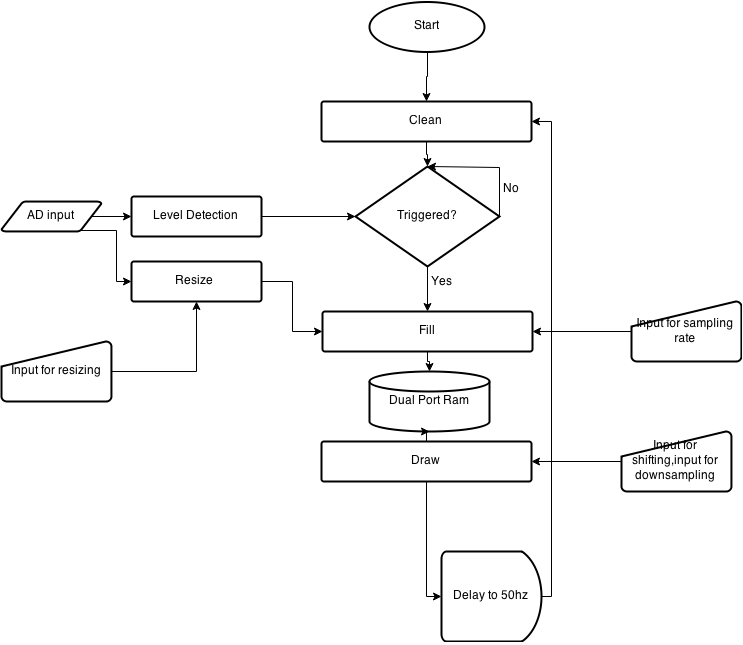 Start
Clean
AD input
Level Detection
Triggered?
No
Resize
Yes
Input for resizing
Fill
Input for sampling
rate
Dual Port Ram
Draw
Input for
shifting,input for
downsampling
Delay to 50hz